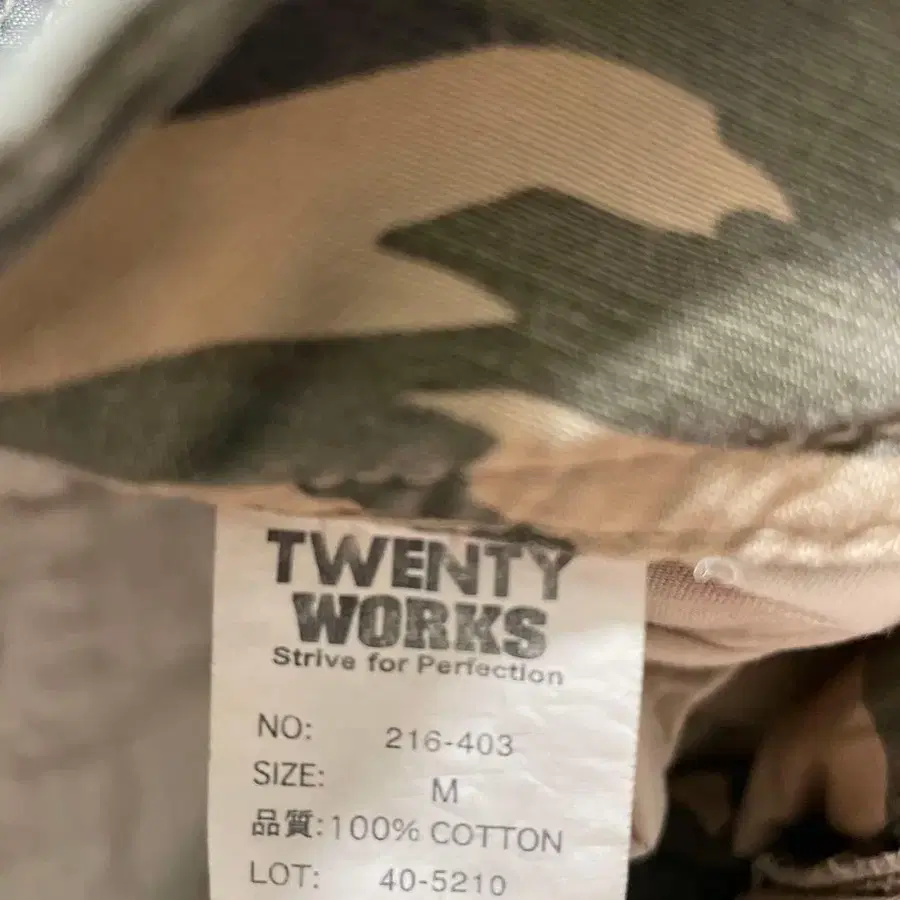 TWENTY
WORKS
Strive for Perfection
NO: 216-403
SIZE: M
品質:100% COTTON
LOT: 40-5210